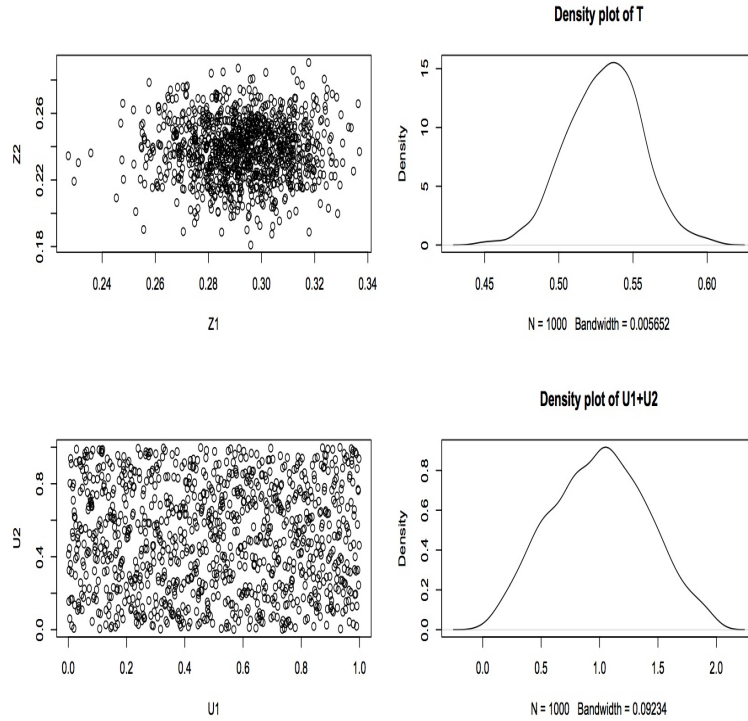 Density plot of T
Z2
0.18 0.22 0.26
0.24 0.26 0.28 0.30 0.32 0.34
Z1
Density
0 5 10 15
0.45 0.50 0.55 0.60
N = 1000 Bandwidth = 0.005652
Density plot of U1+U2
U2
0.0 0.4 0.8
0.0 0.2 0.4 0.6 0.8 1.0
U1
Density
0.0 0.2 0.4 0.6 0.8
0.0 0.5 1.0 1.5 2.0
N = 1000 Bandwidth = 0.09234